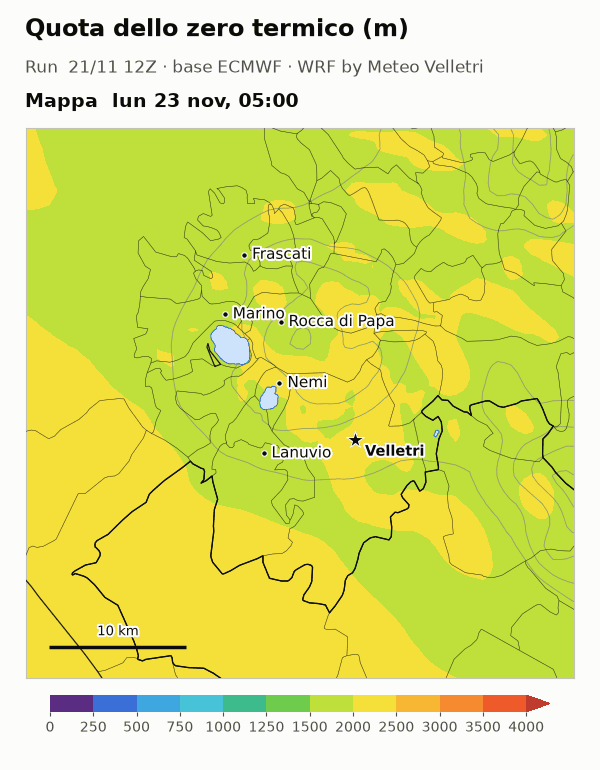 Quota dello zero termico (m)
Run 21/11 12Z · base ECMWF · WRF by Meteo Velletri
Mappa lun 23 nov, 05:00
Frascati
Marino
Rocca di Papa
Nemi
Velletri
Lanuvio
10 km
0 250 500 750 1000 1250 1500 2000 2500 3000 3500 4000